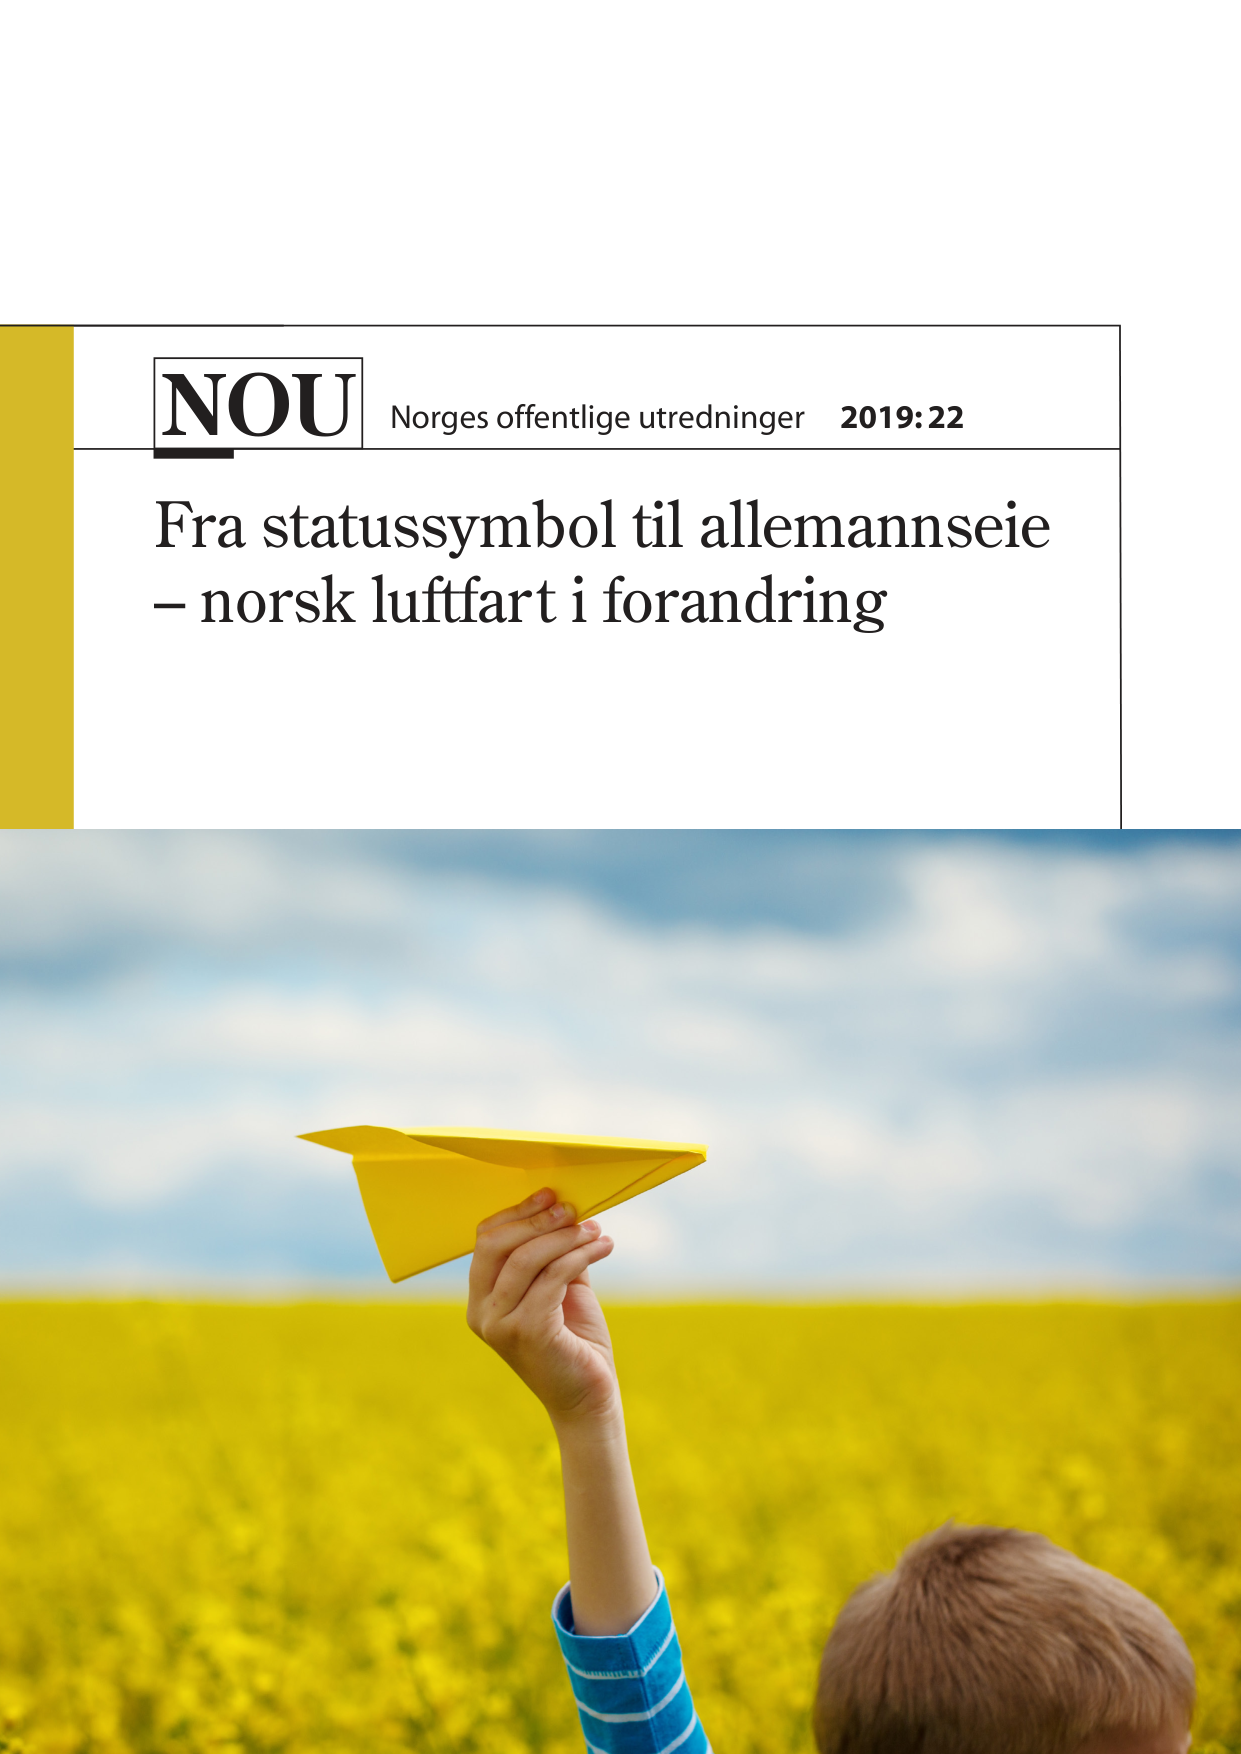 NOU Norges offentlige utredninger 2019: 22
Fra statussymbol til allemannseie
– norsk luftfart i forandring